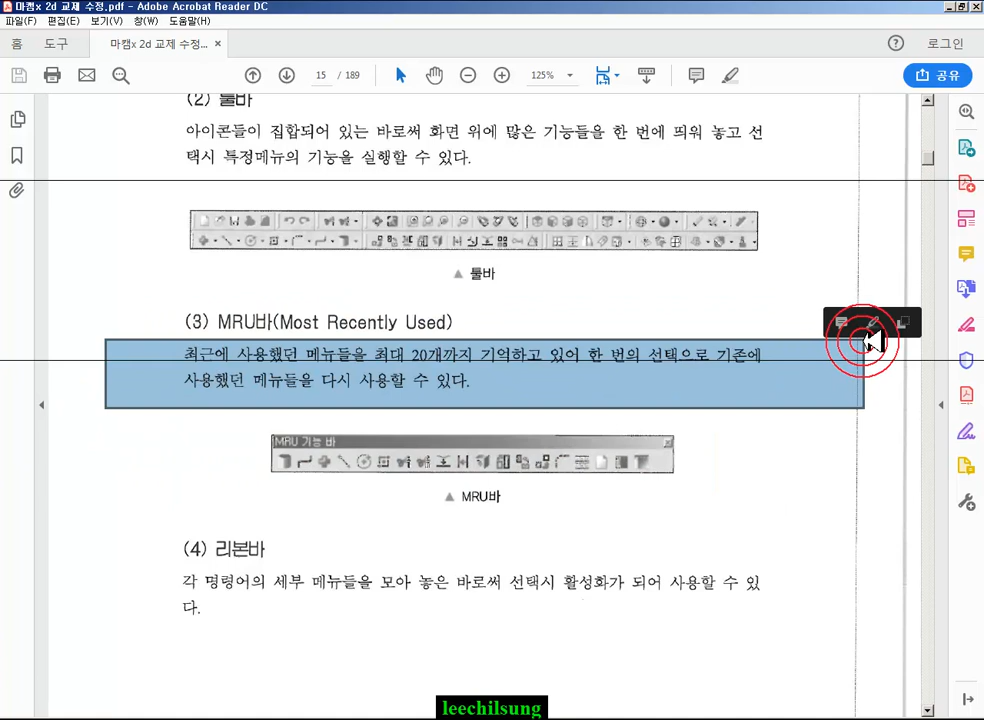 마캠x 2d 교제 수정.pdf - Adobe Acrobat Reader DC
파일(F) 편집(E) 보기(V) 창(W) 도움말(H)
홈 도구 마캠x 2d 교제 수정... × 로그인
15 / 189 125% 공유
(2) 툴바
아이콘들이 집합되어 있는 바로써 화면 위에 많은 기능들을 한 번에 띄워 놓고 선
택시 특정메뉴의 기능을 실행할 수 있다.
▲ 툴바
(3) MRU바(Most Recently Used)
최근에 사용했던 메뉴들을 최대 20개까지 기억하고 있어 한 번의 선택으로 기존에
사용했던 메뉴들을 다시 사용할 수 있다.
MRU 기능 바
▲ MRU바
(4) 리본바
각 명령어의 세부 메뉴들을 모아 놓은 바로써 선택시 활성화가 되어 사용할 수 있
다.
leechilsung